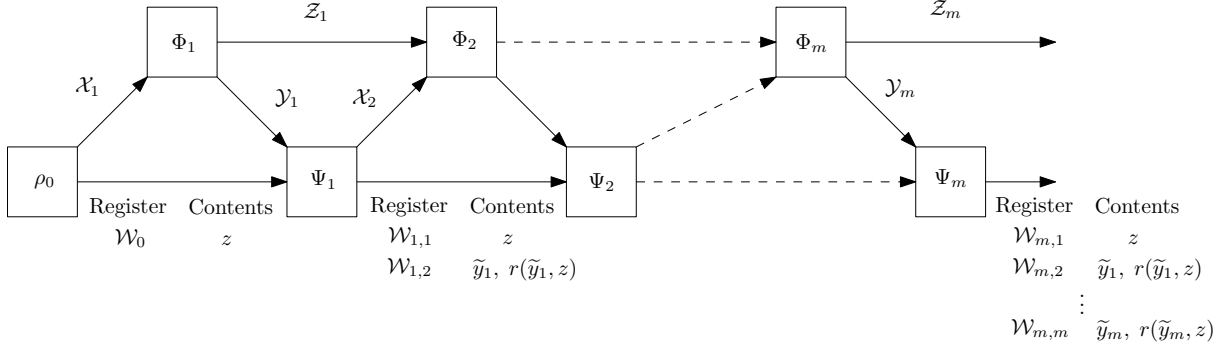 𝒵₁ 𝒵ₘ
Φ₁ Φ₂ Φₘ
𝒳₁ 𝒴₁ 𝒳₂ 𝒴ₘ
ρ₀ Ψ₁ Ψ₂ Ψₘ
Register Contents Register Contents Register Contents
𝒲₀ z 𝒲₁,₁ z 𝒲ₘ,₁ z
𝒲₁,₂ ỹ₁, r(ỹ₁, z) 𝒲ₘ,₂ ỹ₁, r(ỹ₁, z)
⋮
𝒲ₘ,ₘ ỹₘ, r(ỹₘ, z)